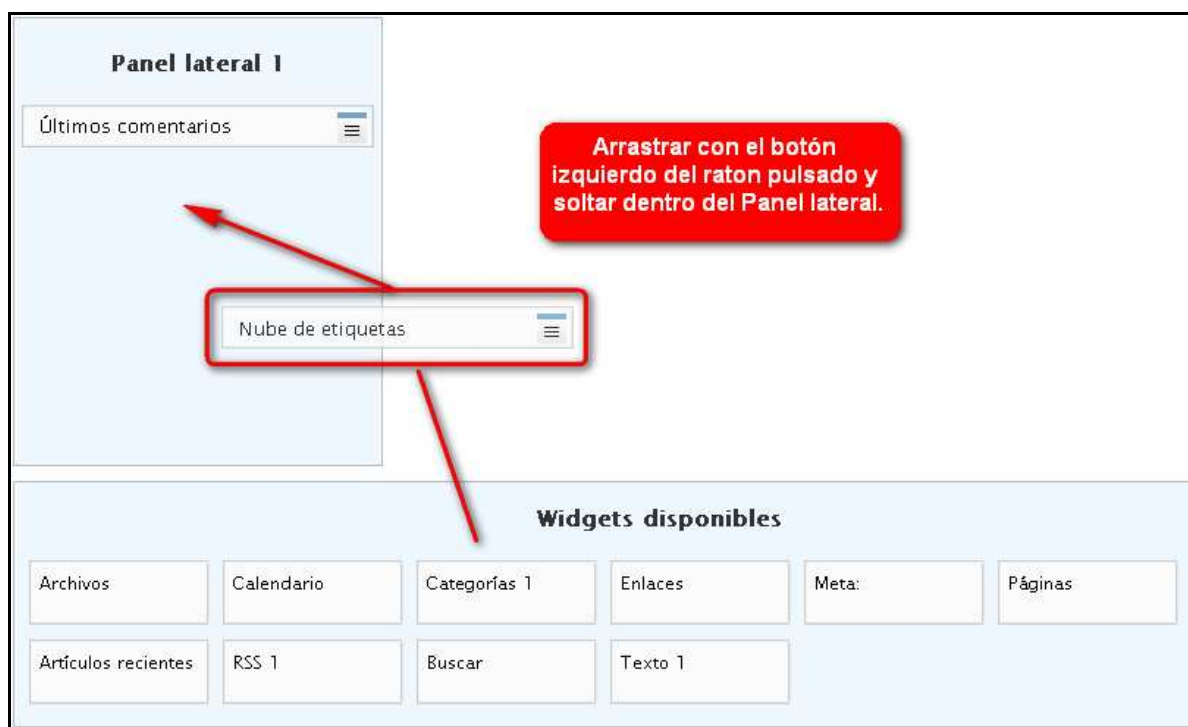 Panel lateral 1
Últimos comentarios
Arrastrar con el botón
izquierdo del raton pulsado y
soltar dentro del Panel lateral.
Nube de etiquetas
Widgets disponibles
Archivos
Calendario
Categorías 1
Enlaces
Meta:
Páginas
Artículos recientes
RSS 1
Buscar
Texto 1